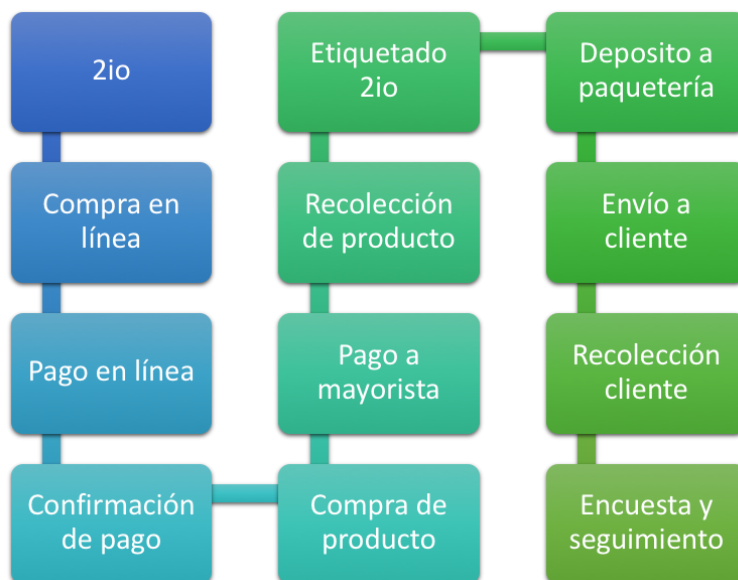 2io
Compra en
línea
Pago en línea
Confirmación
de pago
Compra de
producto
Pago a
mayorista
Recolección
de producto
Etiquetado
2io
Deposito a
paquetería
Envío a
cliente
Recolección
cliente
Encuesta y
seguimiento